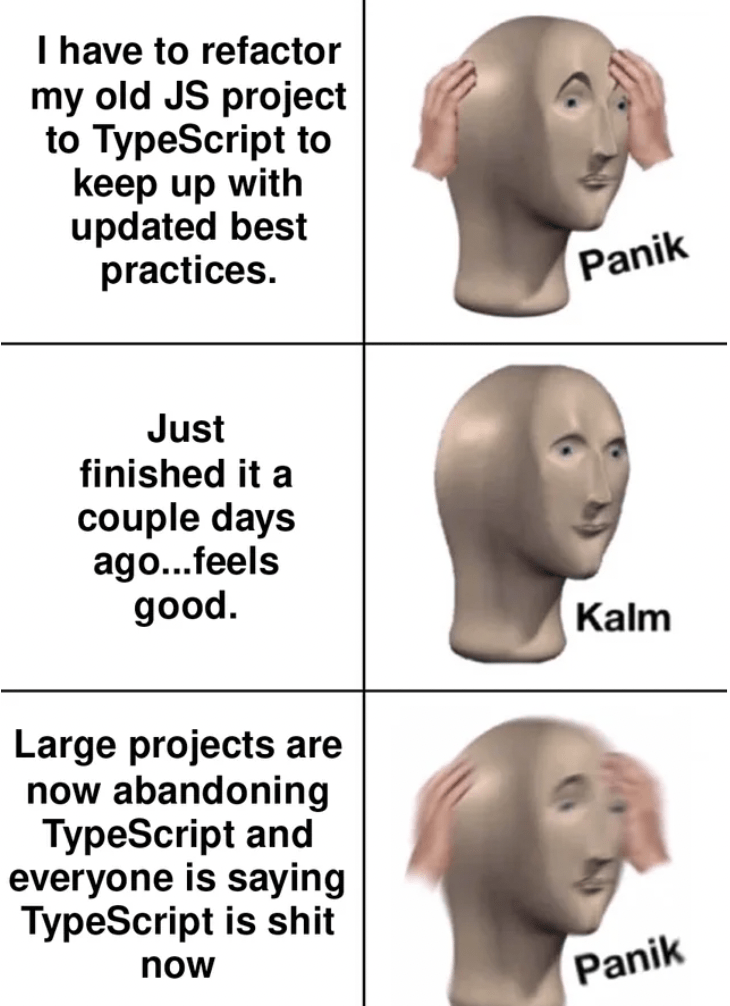 I have to refactor
my old JS project
to TypeScript to
keep up with
updated best
practices.
Panik
Just
finished it a
couple days
ago...feels
good.
Kalm
Large projects are
now abandoning
TypeScript and
everyone is saying
TypeScript is shit
now
Panik